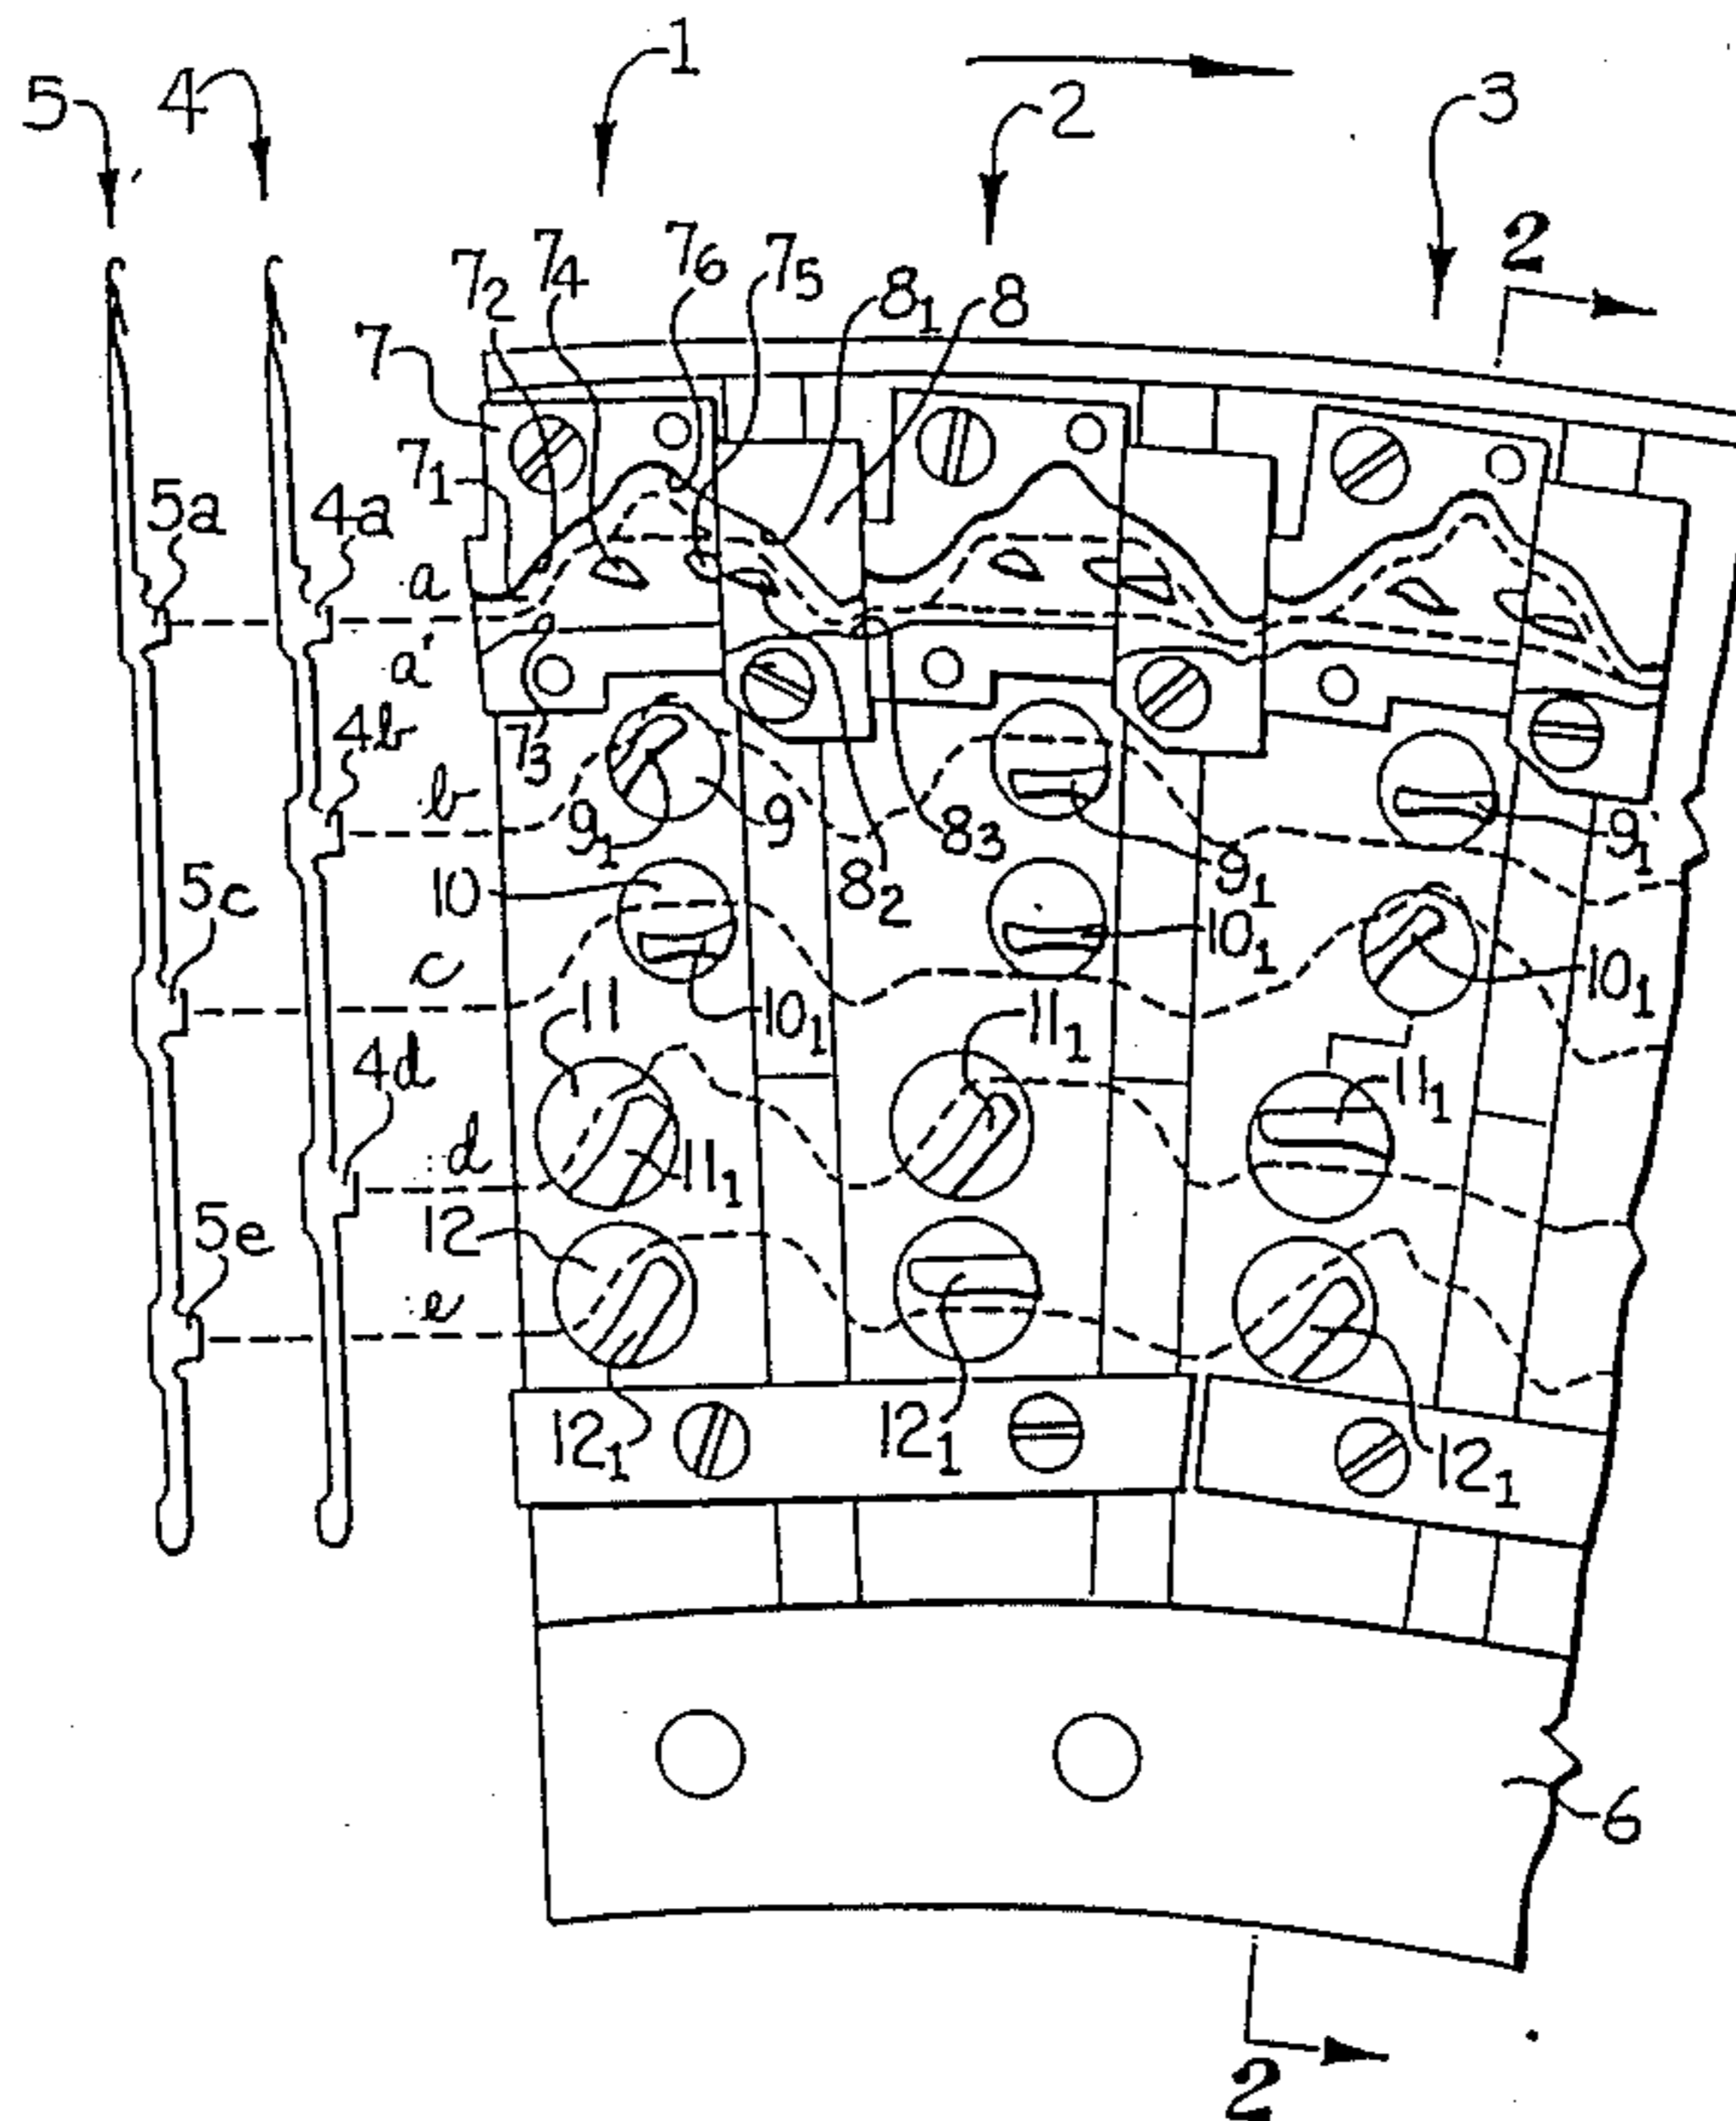 1
5 4 2 3
2
7₂ 7₄ 7₆ 7₅ 8₁ 8
7
7₁
5a 4a
a
a'
4b
7₃
b 9₁ 9 8₃ 9₁ 9₁'
5c 10 8₂
10₁
c 10₁
11 10₁ 11₁
4d 11₁
d 11₁
5e 12
e
12₁ 12₁ 12₁
6
2